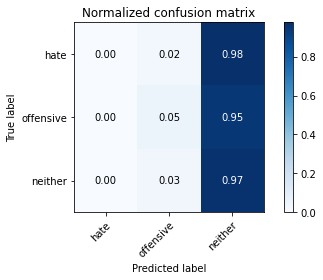 Normalized confusion matrix
True label
hate 0.00 0.02 0.98
offensive 0.00 0.05 0.95
neither 0.00 0.03 0.97
hate offensive neither
Predicted label
0.8
0.6
0.4
0.2
0.0